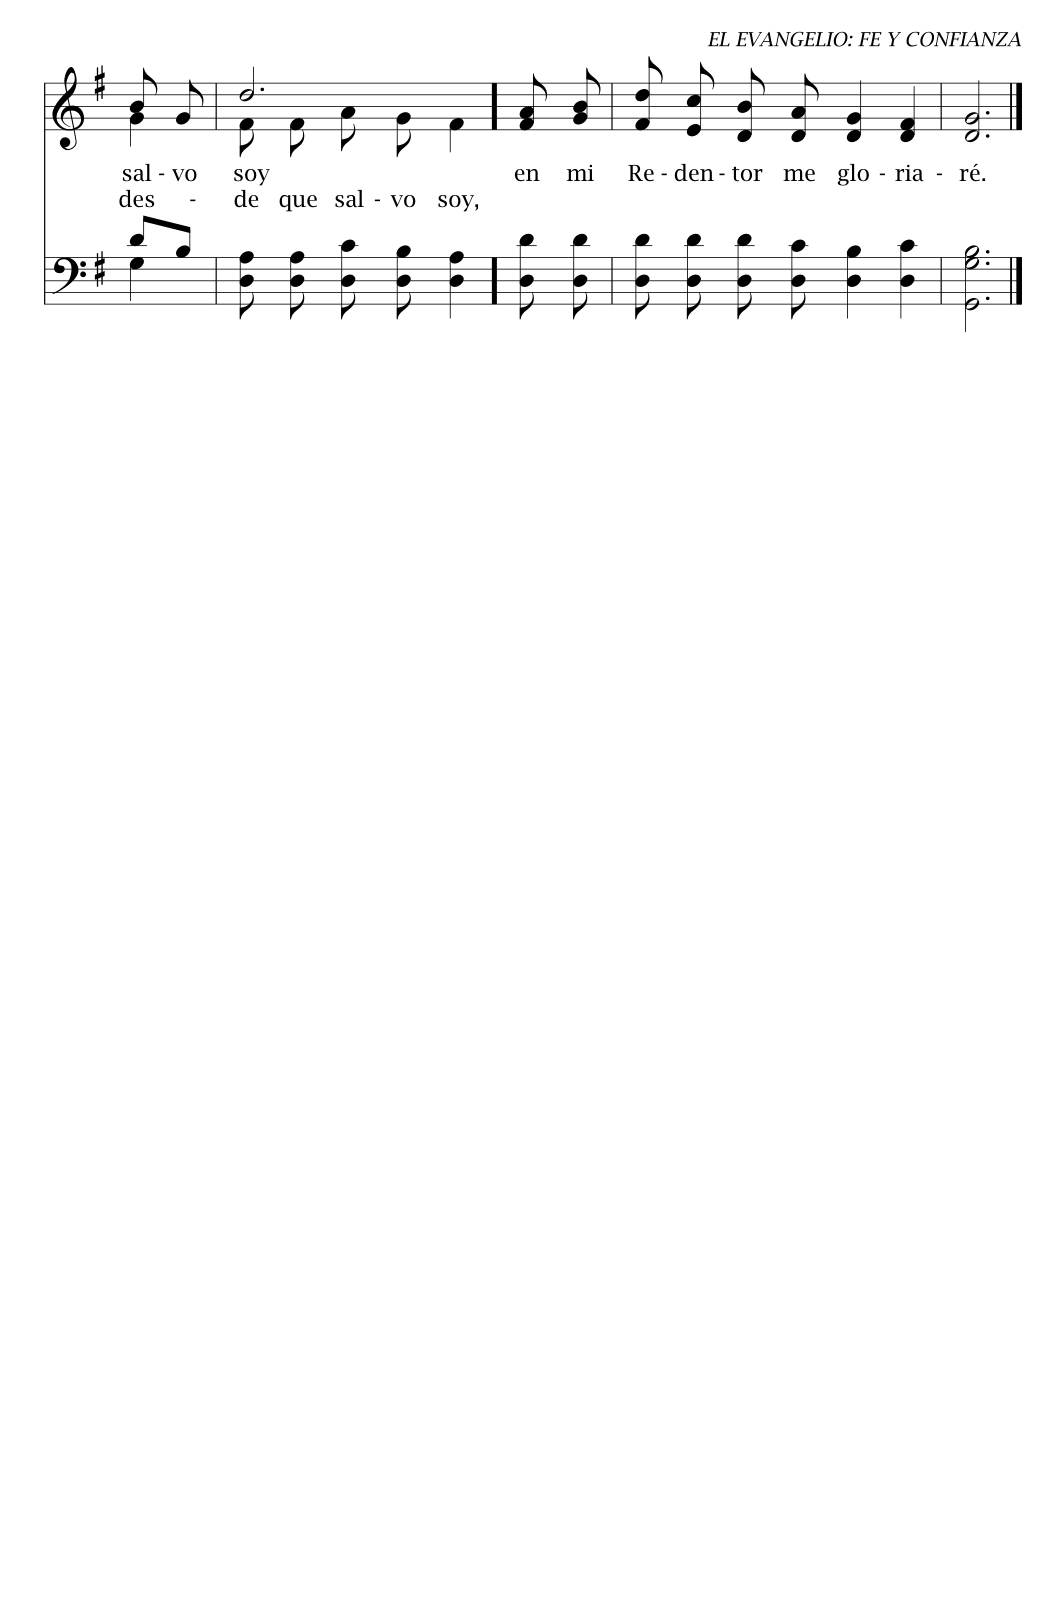 EL EVANGELIO: FE Y CONFIANZA
sal - vo soy en mi Re - den - tor me glo - ria - ré.
des - de que sal - vo soy,